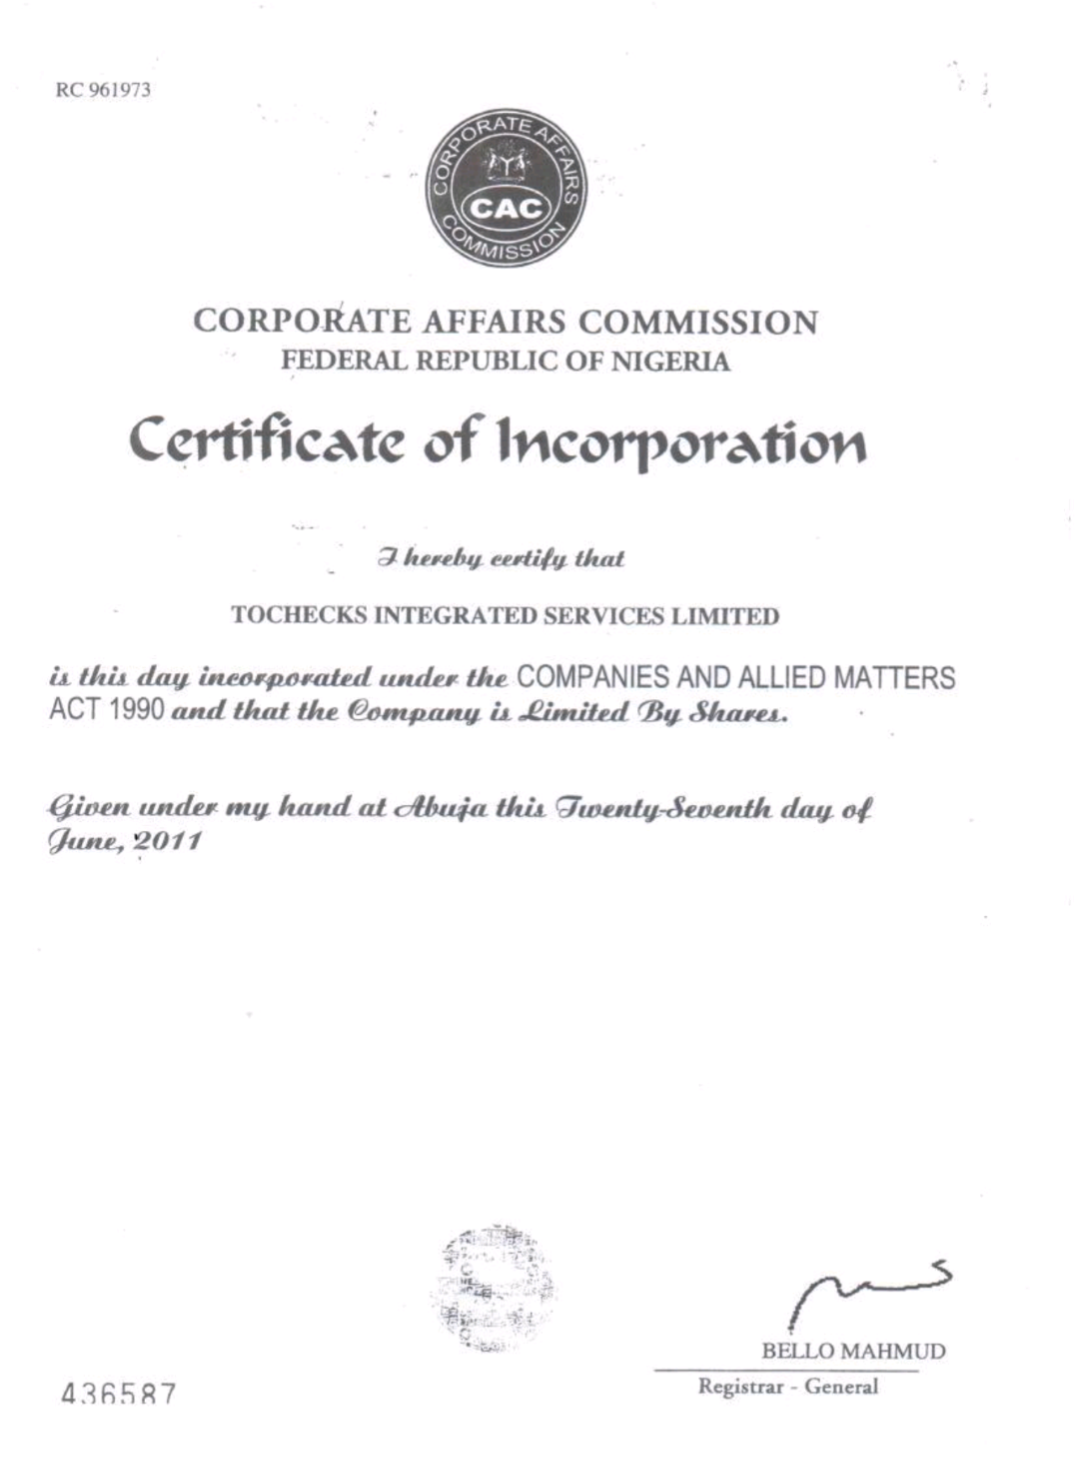 RC 961973
CORPORATE AFFAIRS
CAC
COMMISSION
CORPORATE AFFAIRS COMMISSION
FEDERAL REPUBLIC OF NIGERIA
Certificate of Incorporation
I hereby certify that
TOCHECKS INTEGRATED SERVICES LIMITED
is this day incorporated under the COMPANIES AND ALLIED MATTERS
ACT 1990 and that the Company is Limited By Shares.
Given under my hand at Abuja this Twenty-Seventh day of
June, 2011
BELLO MAHMUD
Registrar - General
436587